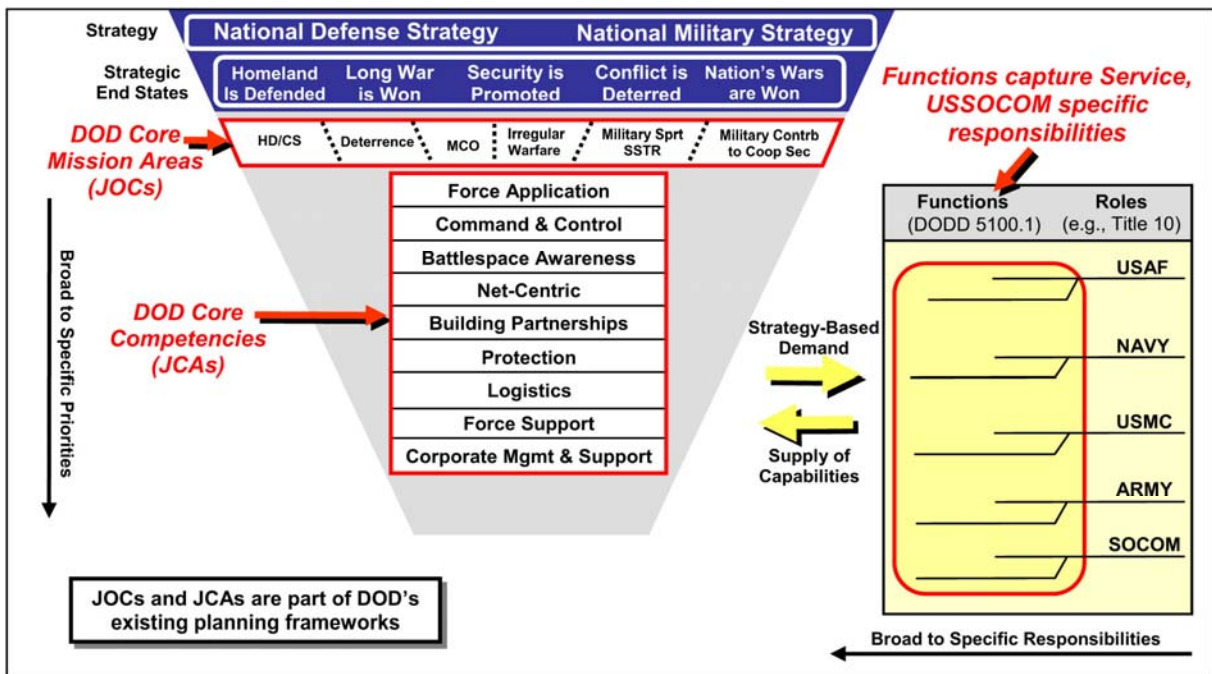 Strategy
National Defense Strategy National Military Strategy
Strategic
End States
Homeland
Is Defended
Long War
is Won
Security is
Promoted
Conflict is
Deterred
Nation's Wars
are Won
DOD Core
Mission Areas
(JOCs)
HD/CS
Deterrence
MCO
Irregular
Warfare
Military Sprt
SSTR
Military Contrb
to Coop Sec
Broad to Specific Priorities
DOD Core
Competencies
(JCAs)
Force Application
Command & Control
Battlespace Awareness
Net-Centric
Building Partnerships
Protection
Logistics
Force Support
Corporate Mgmt & Support
Strategy-Based
Demand
Supply of
Capabilities
Functions capture Service,
USSOCOM specific
responsibilities
Functions
(DODD 5100.1)
Roles
(e.g., Title 10)
USAF
NAVY
USMC
ARMY
SOCOM
Broad to Specific Responsibilities
JOCs and JCAs are part of DOD's
existing planning frameworks